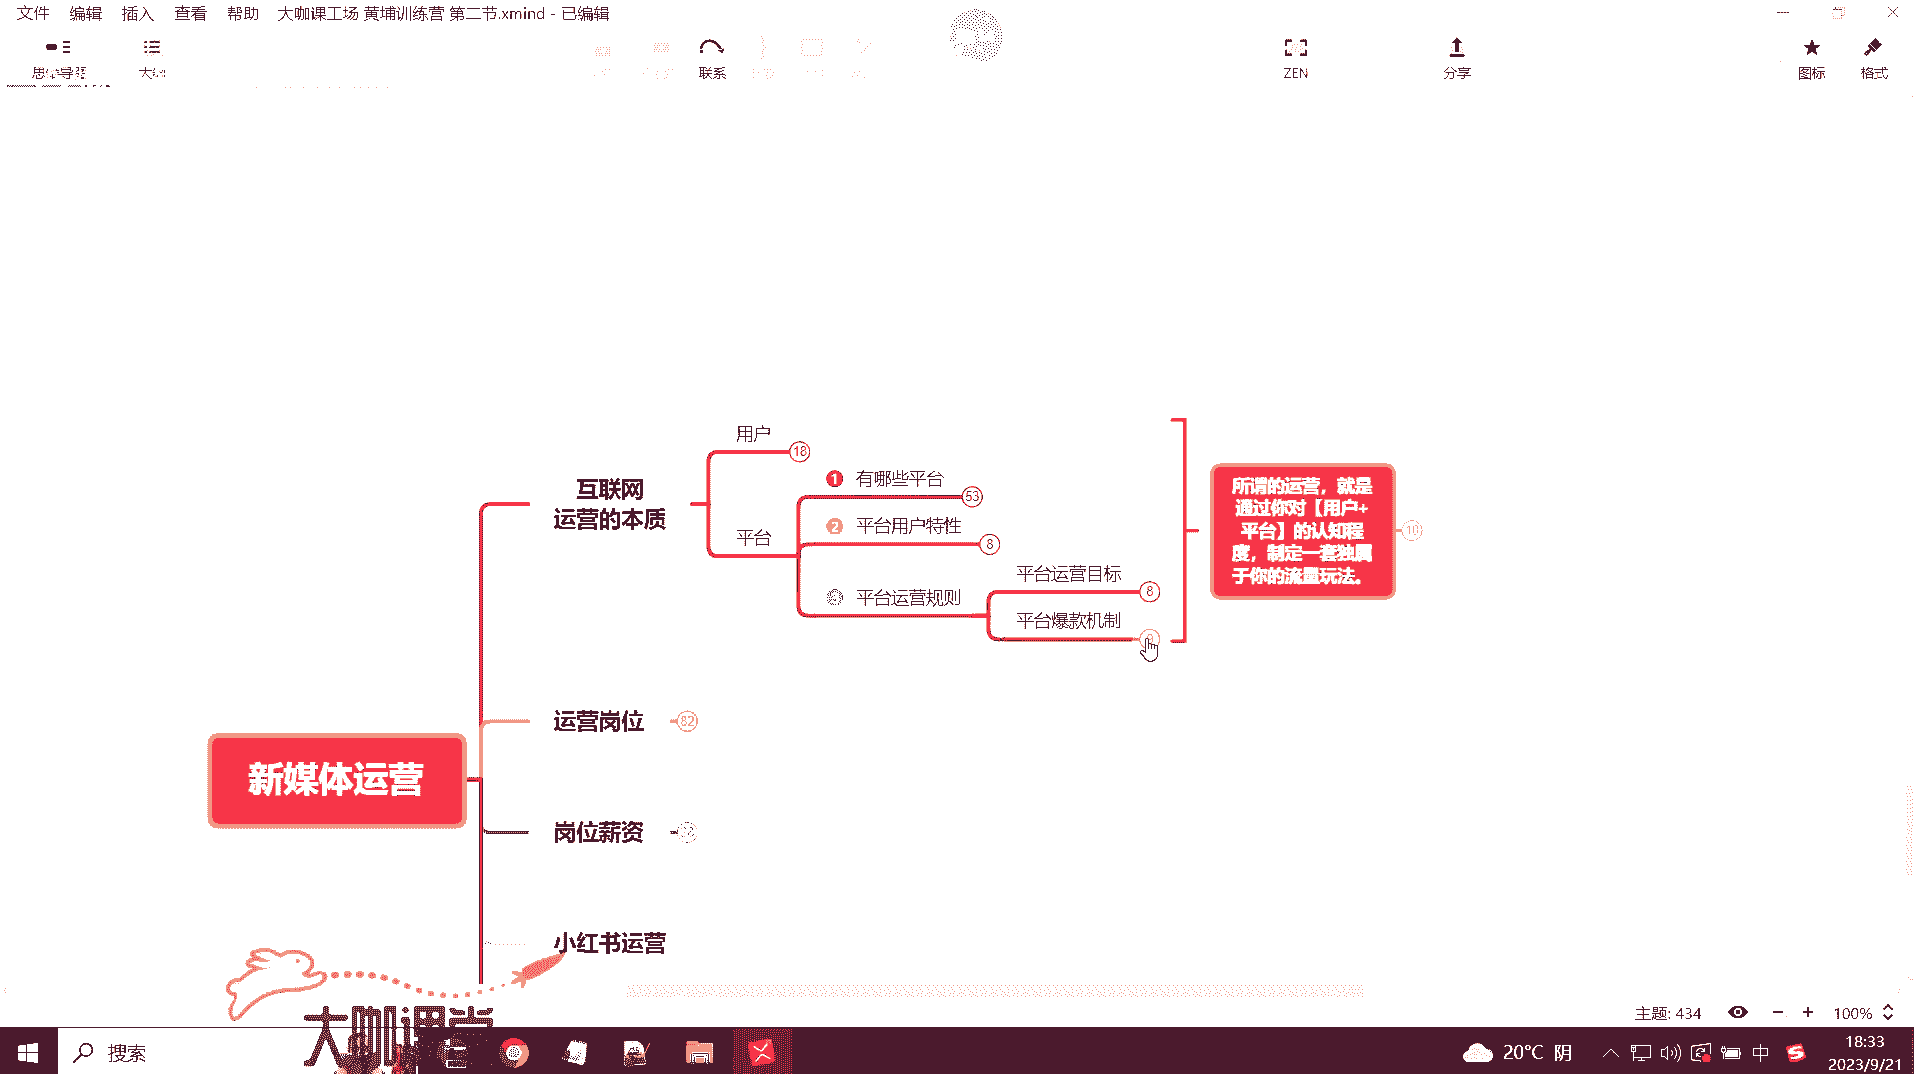 文件 编辑 插入 查看 帮助 大咖课工场 黄埔训练营 第二节.xmind - 已编辑
思维导图
联系
ZEN
分享
图标
格式
用户
18
1 有哪些平台
53
互联网
运营的本质
2 平台用户特性
8
平台
平台运营目标
8
平台运营规则
平台爆款机制
所谓的运营，就是
通过你对【用户+
平台】的认知程
度，制定一套独属
于你的流量玩法。
10
运营岗位
82
新媒体运营
岗位薪资
小红书运营
大咖课堂
主题: 434
100%
搜索
20°C 阴
中
18:33
2023/9/21